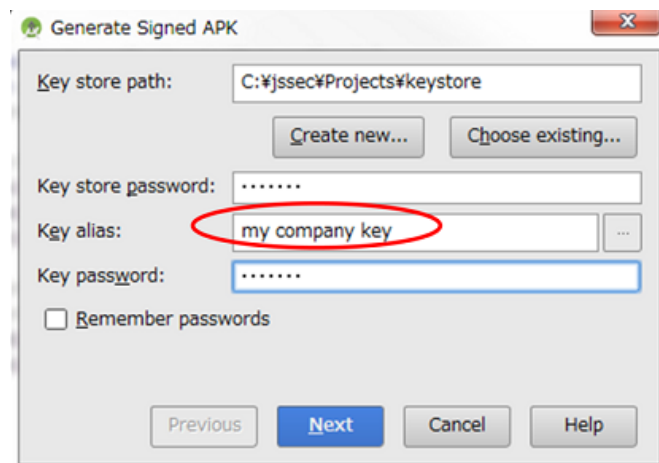 Generate Signed APK
Key store path: C:¥jssec¥Projects¥keystore
Create new... Choose existing...
Key store password: •••••••
Key alias: my company key ...
Key password: •••••••
Remember passwords
Previous Next Cancel Help